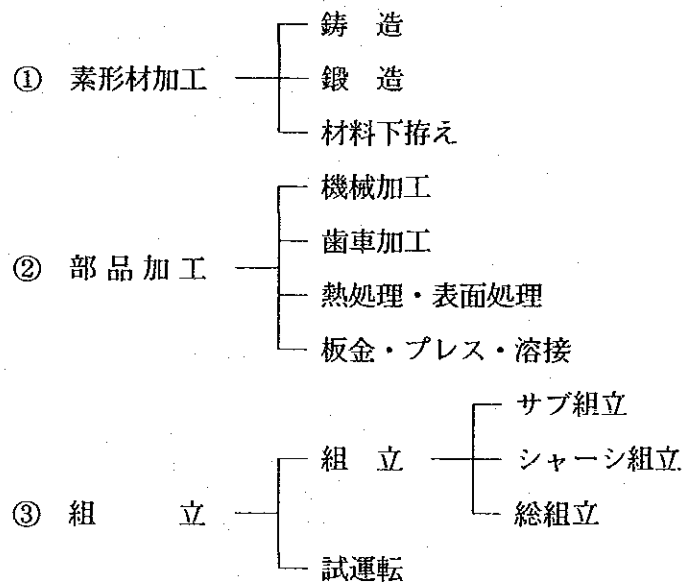 鋳造
① 素形材加工 鍛造
材料下拵え
機械加工
歯車加工
② 部品加工
熱処理・表面処理
板金・プレス・溶接
サブ組立
組立 シャーシ組立
③ 組立 総組立
試運転